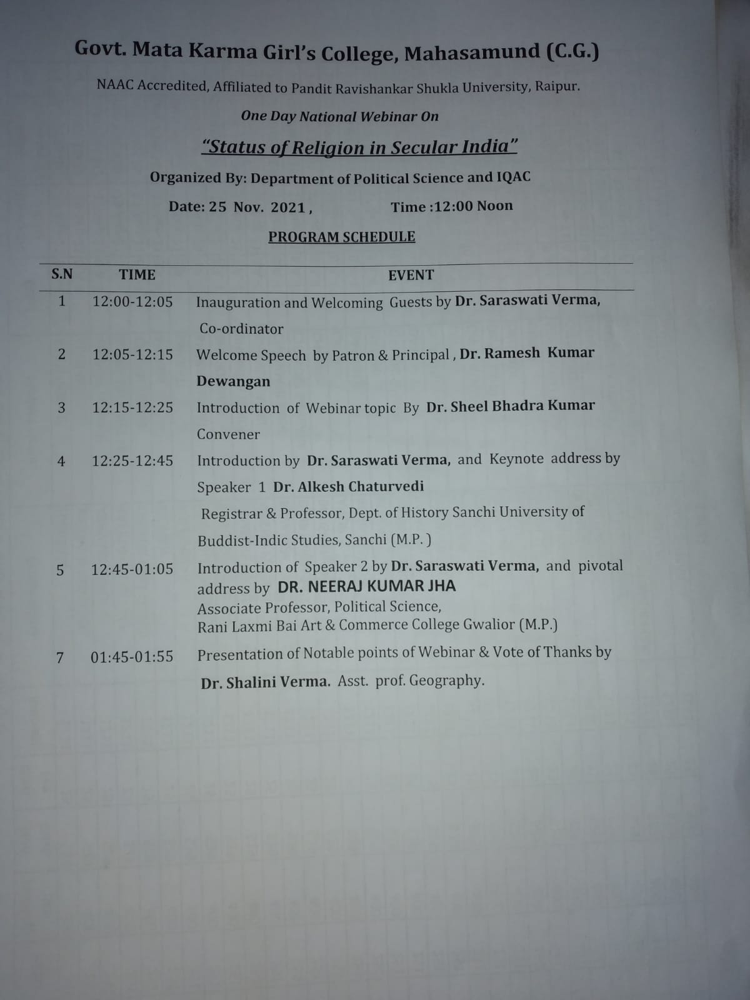 Govt. Mata Karma Girl’s College, Mahasamund (C.G.)
NAAC Accredited, Affiliated to Pandit Ravishankar Shukla University, Raipur.
One Day National Webinar On
“Status of Religion in Secular India”
Organized By: Department of Political Science and IQAC
Date: 25 Nov. 2021, Time :12:00 Noon
PROGRAM SCHEDULE
S.N TIME EVENT
1 12:00-12:05 Inauguration and Welcoming Guests by Dr. Saraswati Verma,
Co-ordinator
2 12:05-12:15 Welcome Speech by Patron & Principal, Dr. Ramesh Kumar
Dewangan
3 12:15-12:25 Introduction of Webinar topic By Dr. Sheel Bhadra Kumar
Convener
4 12:25-12:45 Introduction by Dr. Saraswati Verma, and Keynote address by
Speaker 1 Dr. Alkesh Chaturvedi
Registrar & Professor, Dept. of History Sanchi University of
Buddist-Indic Studies, Sanchi (M.P. )
5 12:45-01:05 Introduction of Speaker 2 by Dr. Saraswati Verma, and pivotal
address by DR. NEERAJ KUMAR JHA
Associate Professor, Political Science,
Rani Laxmi Bai Art & Commerce College Gwalior (M.P.)
7 01:45-01:55 Presentation of Notable points of Webinar & Vote of Thanks by
Dr. Shalini Verma. Asst. prof. Geography.